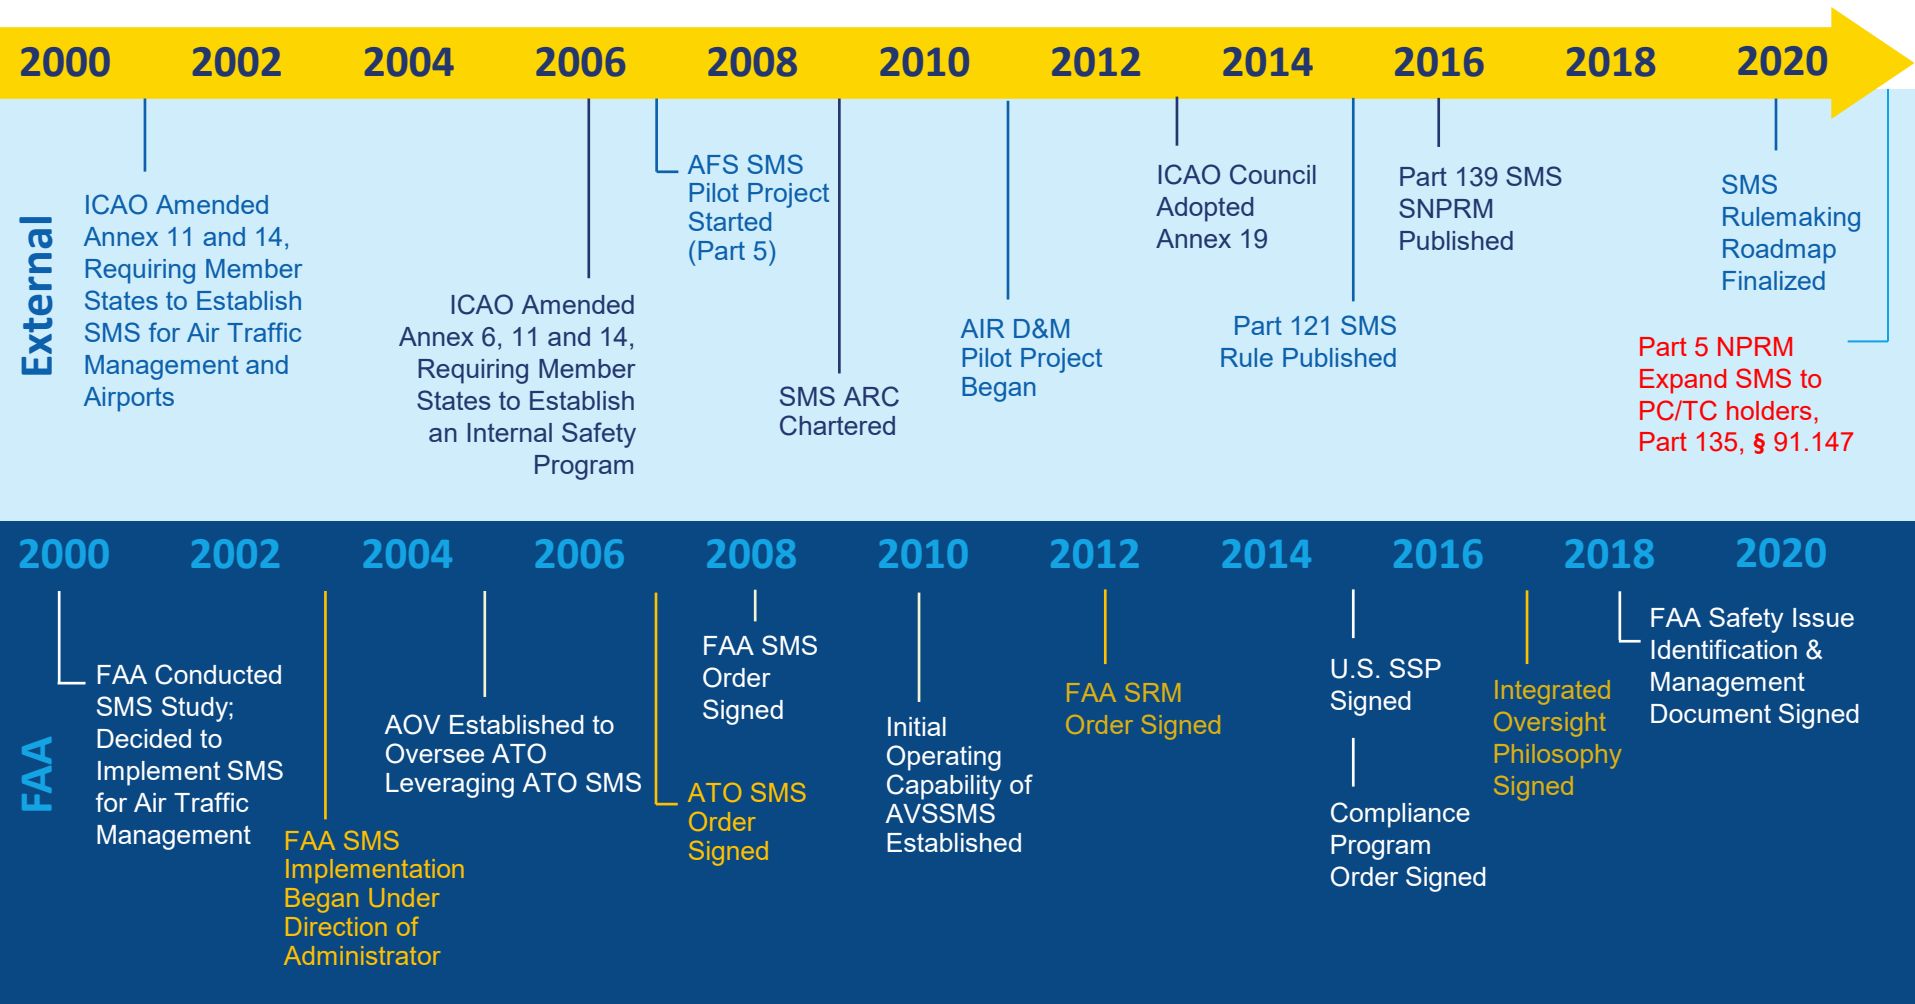 2000 2002 2004 2006 2008 2010 2012 2014 2016 2018 2020
External
ICAO Amended
Annex 11 and 14,
Requiring Member
States to Establish
SMS for Air Traffic
Management and
Airports
ICAO Amended
Annex 6, 11 and 14,
Requiring Member
States to Establish
an Internal Safety
Program
AFS SMS
Pilot Project
Started
(Part 5)
SMS ARC
Chartered
AIR D&M
Pilot Project
Began
ICAO Council
Adopted
Annex 19
Part 121 SMS
Rule Published
Part 139 SMS
SNPRM
Published
SMS
Rulemaking
Roadmap
Finalized
Part 5 NPRM
Expand SMS to
PC/TC holders,
Part 135, § 91.147
2000 2002 2004 2006 2008 2010 2012 2014 2016 2018 2020
FAA
FAA Conducted
SMS Study;
Decided to
Implement SMS
for Air Traffic
Management
FAA SMS
Implementation
Began Under
Direction of
Administrator
AOV Established to
Oversee ATO
Leveraging ATO SMS
ATO SMS
Order
Signed
FAA SMS
Order
Signed
Initial
Operating
Capability of
AVSSMS
Established
FAA SRM
Order Signed
U.S. SSP
Signed
Compliance
Program
Order Signed
Integrated
Oversight
Philosophy
Signed
FAA Safety Issue
Identification &
Management
Document Signed